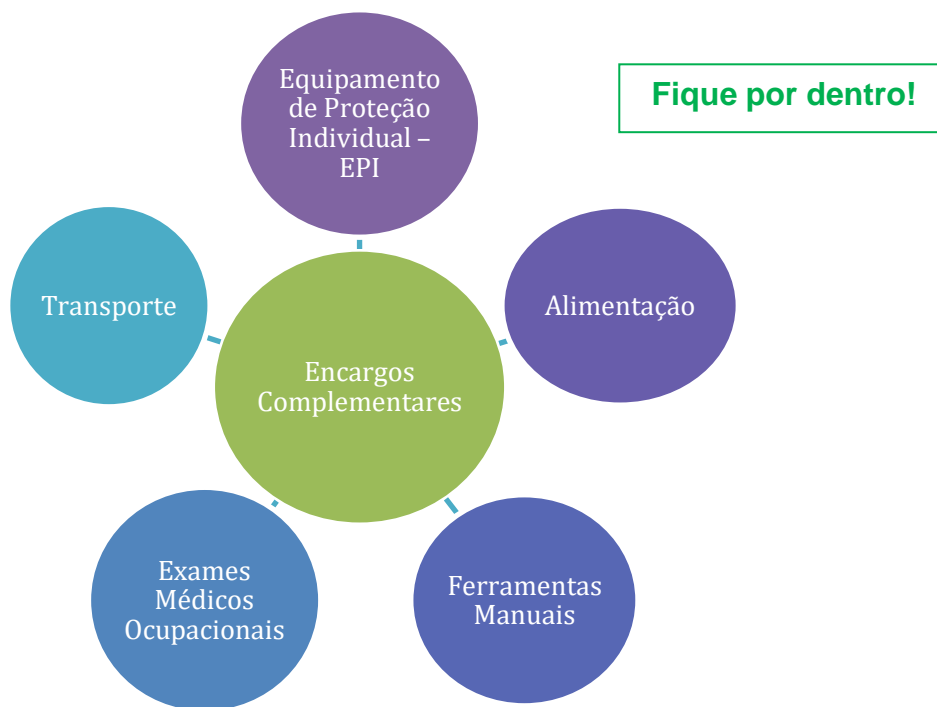 Equipamento
de Proteção
Individual –
EPI
Fique por dentro!
Transporte
Alimentação
Encargos
Complementares
Exames
Médicos
Ocupacionais
Ferramentas
Manuais